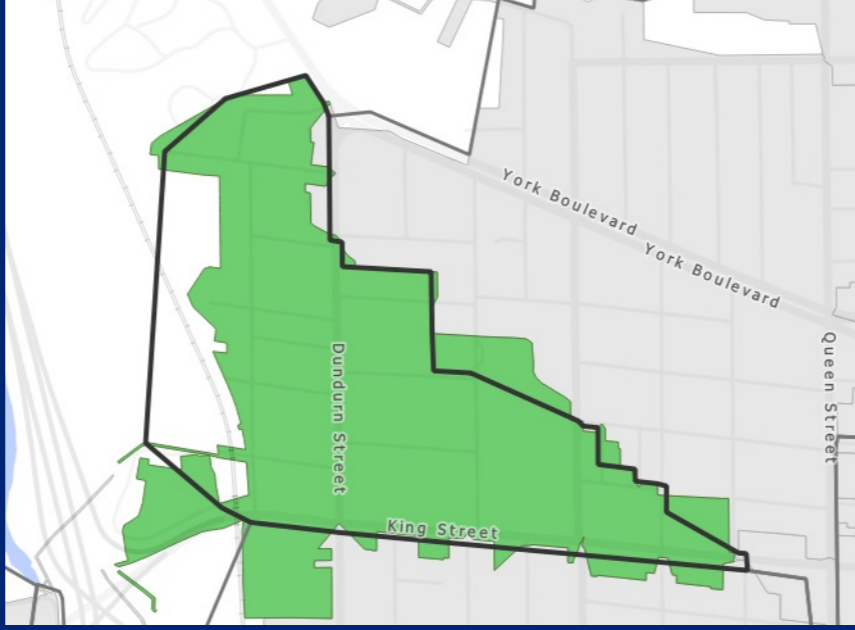 York Boulevard
York Boulevard
Queen Street
Dundurn Street
King Street